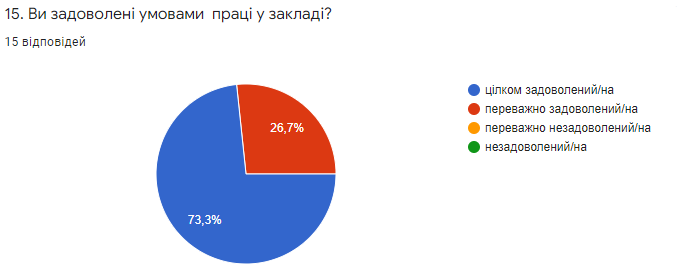 15. Ви задоволені умовами праці у закладі?
15 відповідей
цілком задоволений/на
переважно задоволений/на
переважно незадоволений/на
незадоволений/на
26,7%
73,3%